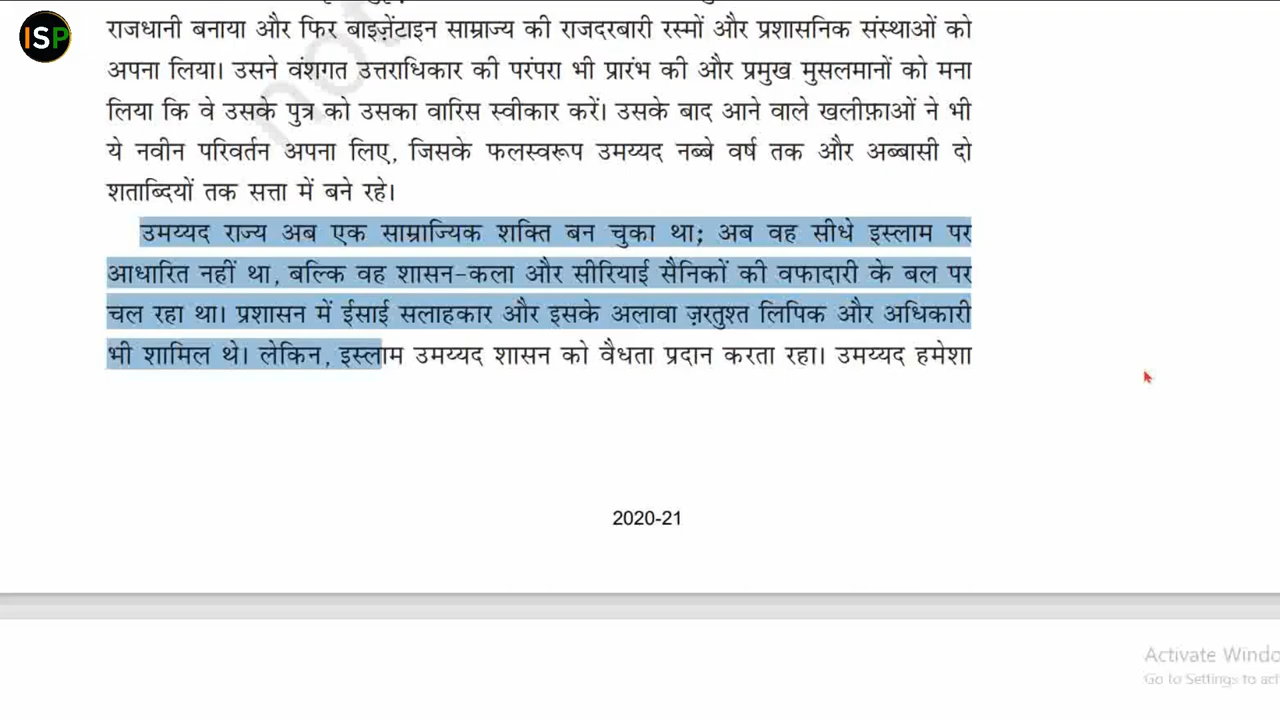 ISP
राजधानी बनाया और फिर बाइज़ेंटाइन साम्राज्य की राजदरबारी रस्मों और प्रशासनिक संस्थाओं को
अपना लिया। उसने वंशगत उत्तराधिकार की परंपरा भी प्रारंभ की और प्रमुख मुसलमानों को मना
लिया कि वे उसके पुत्र को उसका वारिस स्वीकार करें। उसके बाद आने वाले खलीफ़ाओं ने भी
ये नवीन परिवर्तन अपना लिए, जिसके फलस्वरूप उमय्यद नब्बे वर्ष तक और अब्बासी दो
शताब्दियों तक सत्ता में बने रहे।
उमय्यद राज्य अब एक साम्राज्यिक शक्ति बन चुका था; अब वह सीधे इस्लाम पर
आधारित नहीं था, बल्कि वह शासन-कला और सीरियाई सैनिकों की वफादारी के बल पर
चल रहा था। प्रशासन में ईसाई सलाहकार और इसके अलावा ज़रतुश्त लिपिक और अधिकारी
भी शामिल थे। लेकिन, इस्लाम उमय्यद शासन को वैधता प्रदान करता रहा। उमय्यद हमेशा
2020-21
Activate Windo
Go to Settings to act